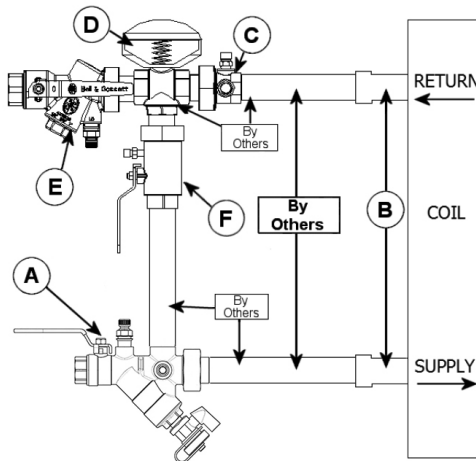 D
C
Bell & Gossett
RETURN
By
Others
E
By
Others
B
COIL
F
A
By
Others
SUPPLY